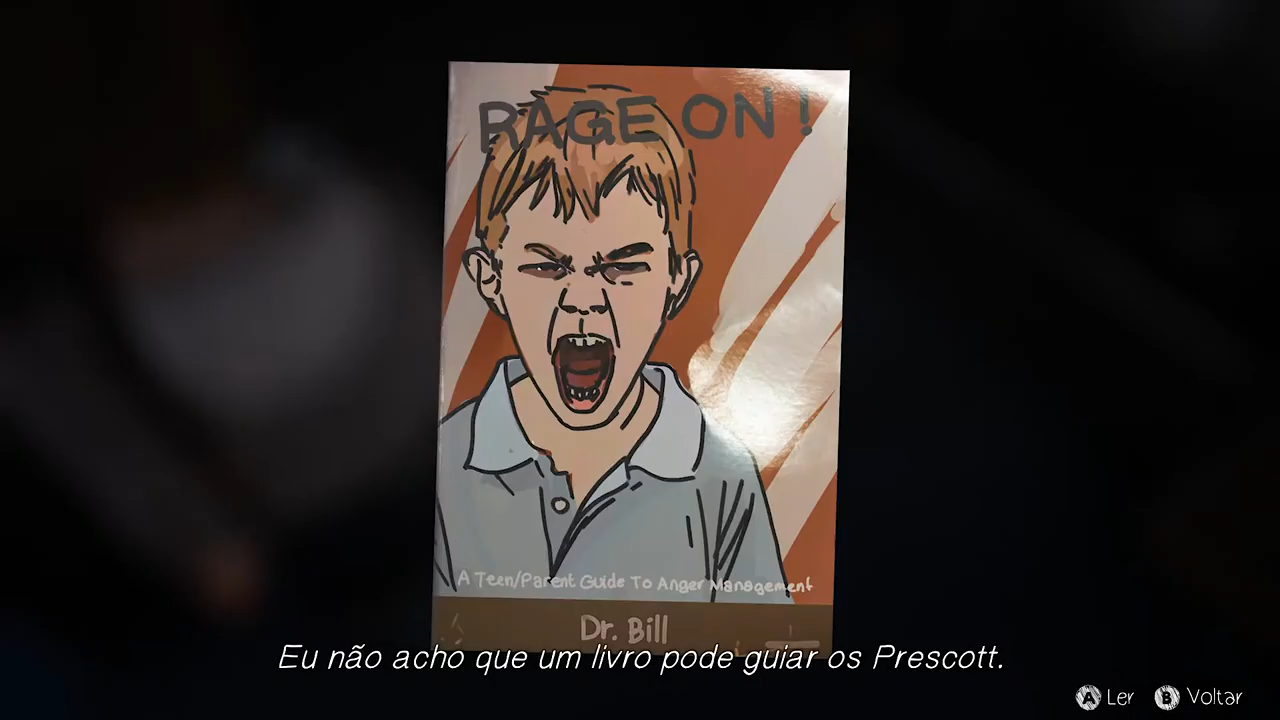 RAGE ON!
A Teen/Parent Guide To Anger Management
Dr. Bill
Eu não acho que um livro pode guiar os Prescott.
A Ler B Voltar